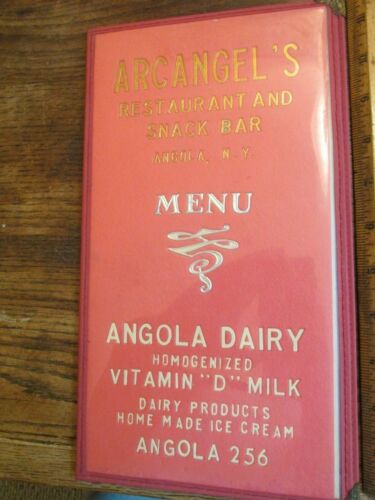 ARCANGEL'S
RESTAURANT AND
SNACK BAR
ANGOLA, N.Y.
MENU
ANGOLA DAIRY
HOMOGENIZED
VITAMIN "D" MILK
DAIRY PRODUCTS
HOME MADE ICE CREAM
ANGOLA 256